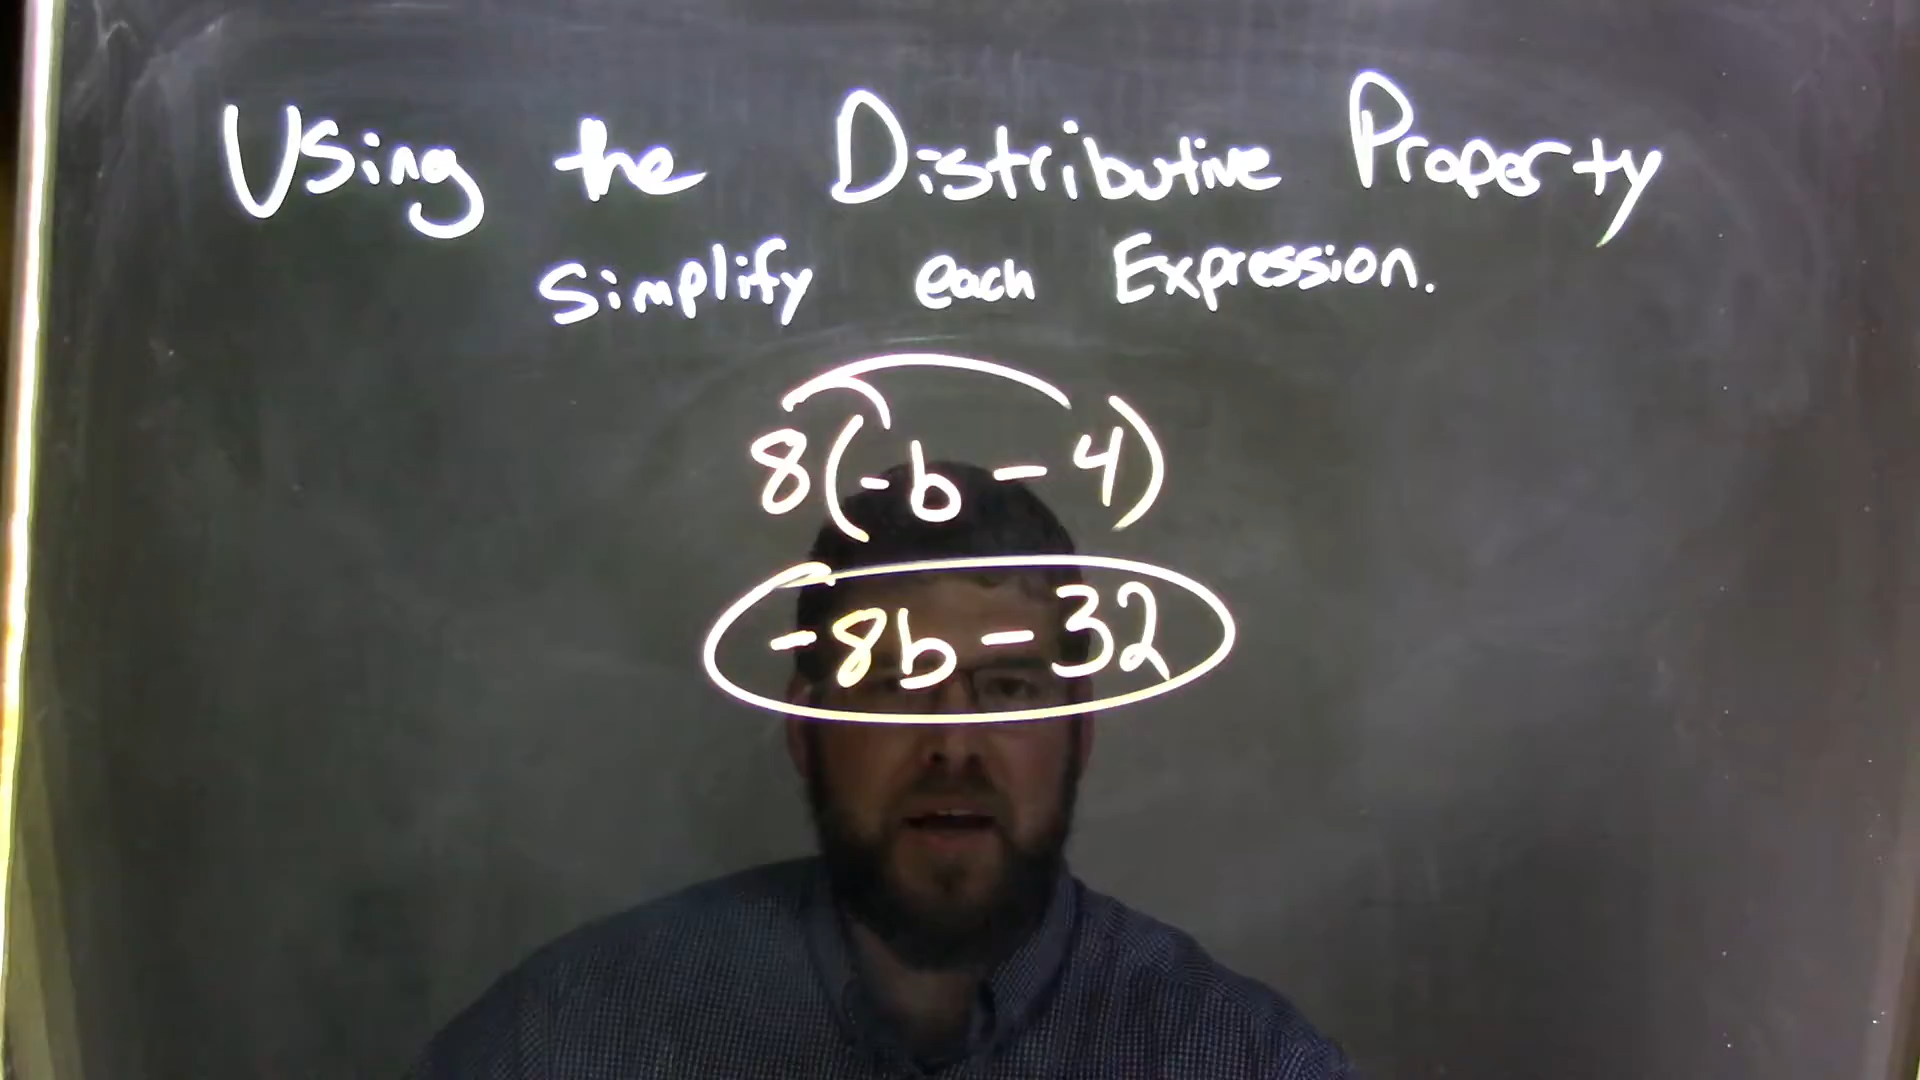 Using the Distributive Property
Simplify each Expression.
8(-b-4)
-8b-32